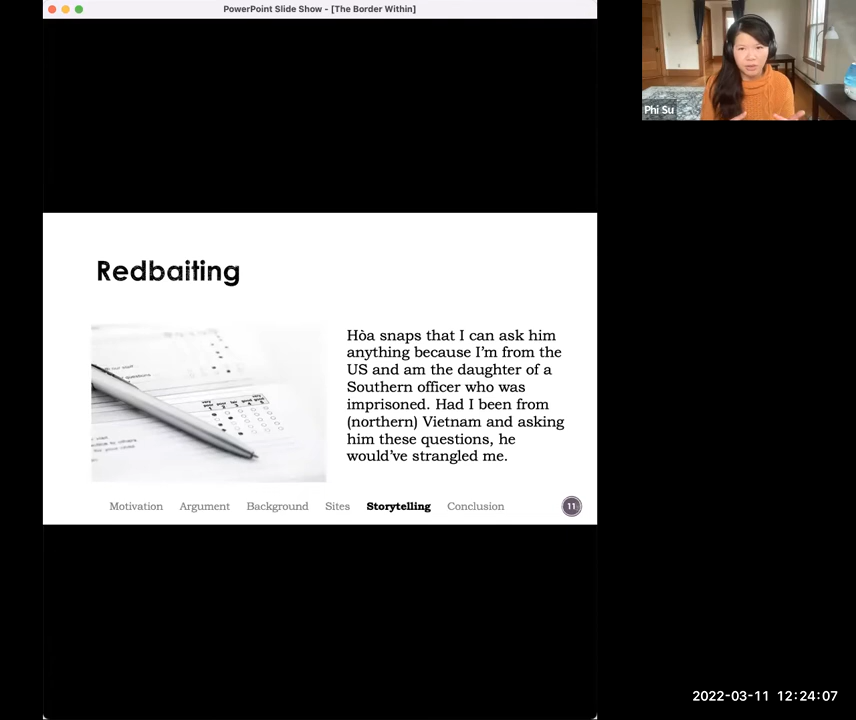 PowerPoint Slide Show - [The Border Within]
Phi Su
Redbaiting
Hòa snaps that I can ask him
anything because I'm from the
US and am the daughter of a
Southern officer who was
imprisoned. Had I been from
(northern) Vietnam and asking
him these questions, he
would've strangled me.
Motivation Argument Background Sites Storytelling Conclusion
11
2022-03-11 12:24:07